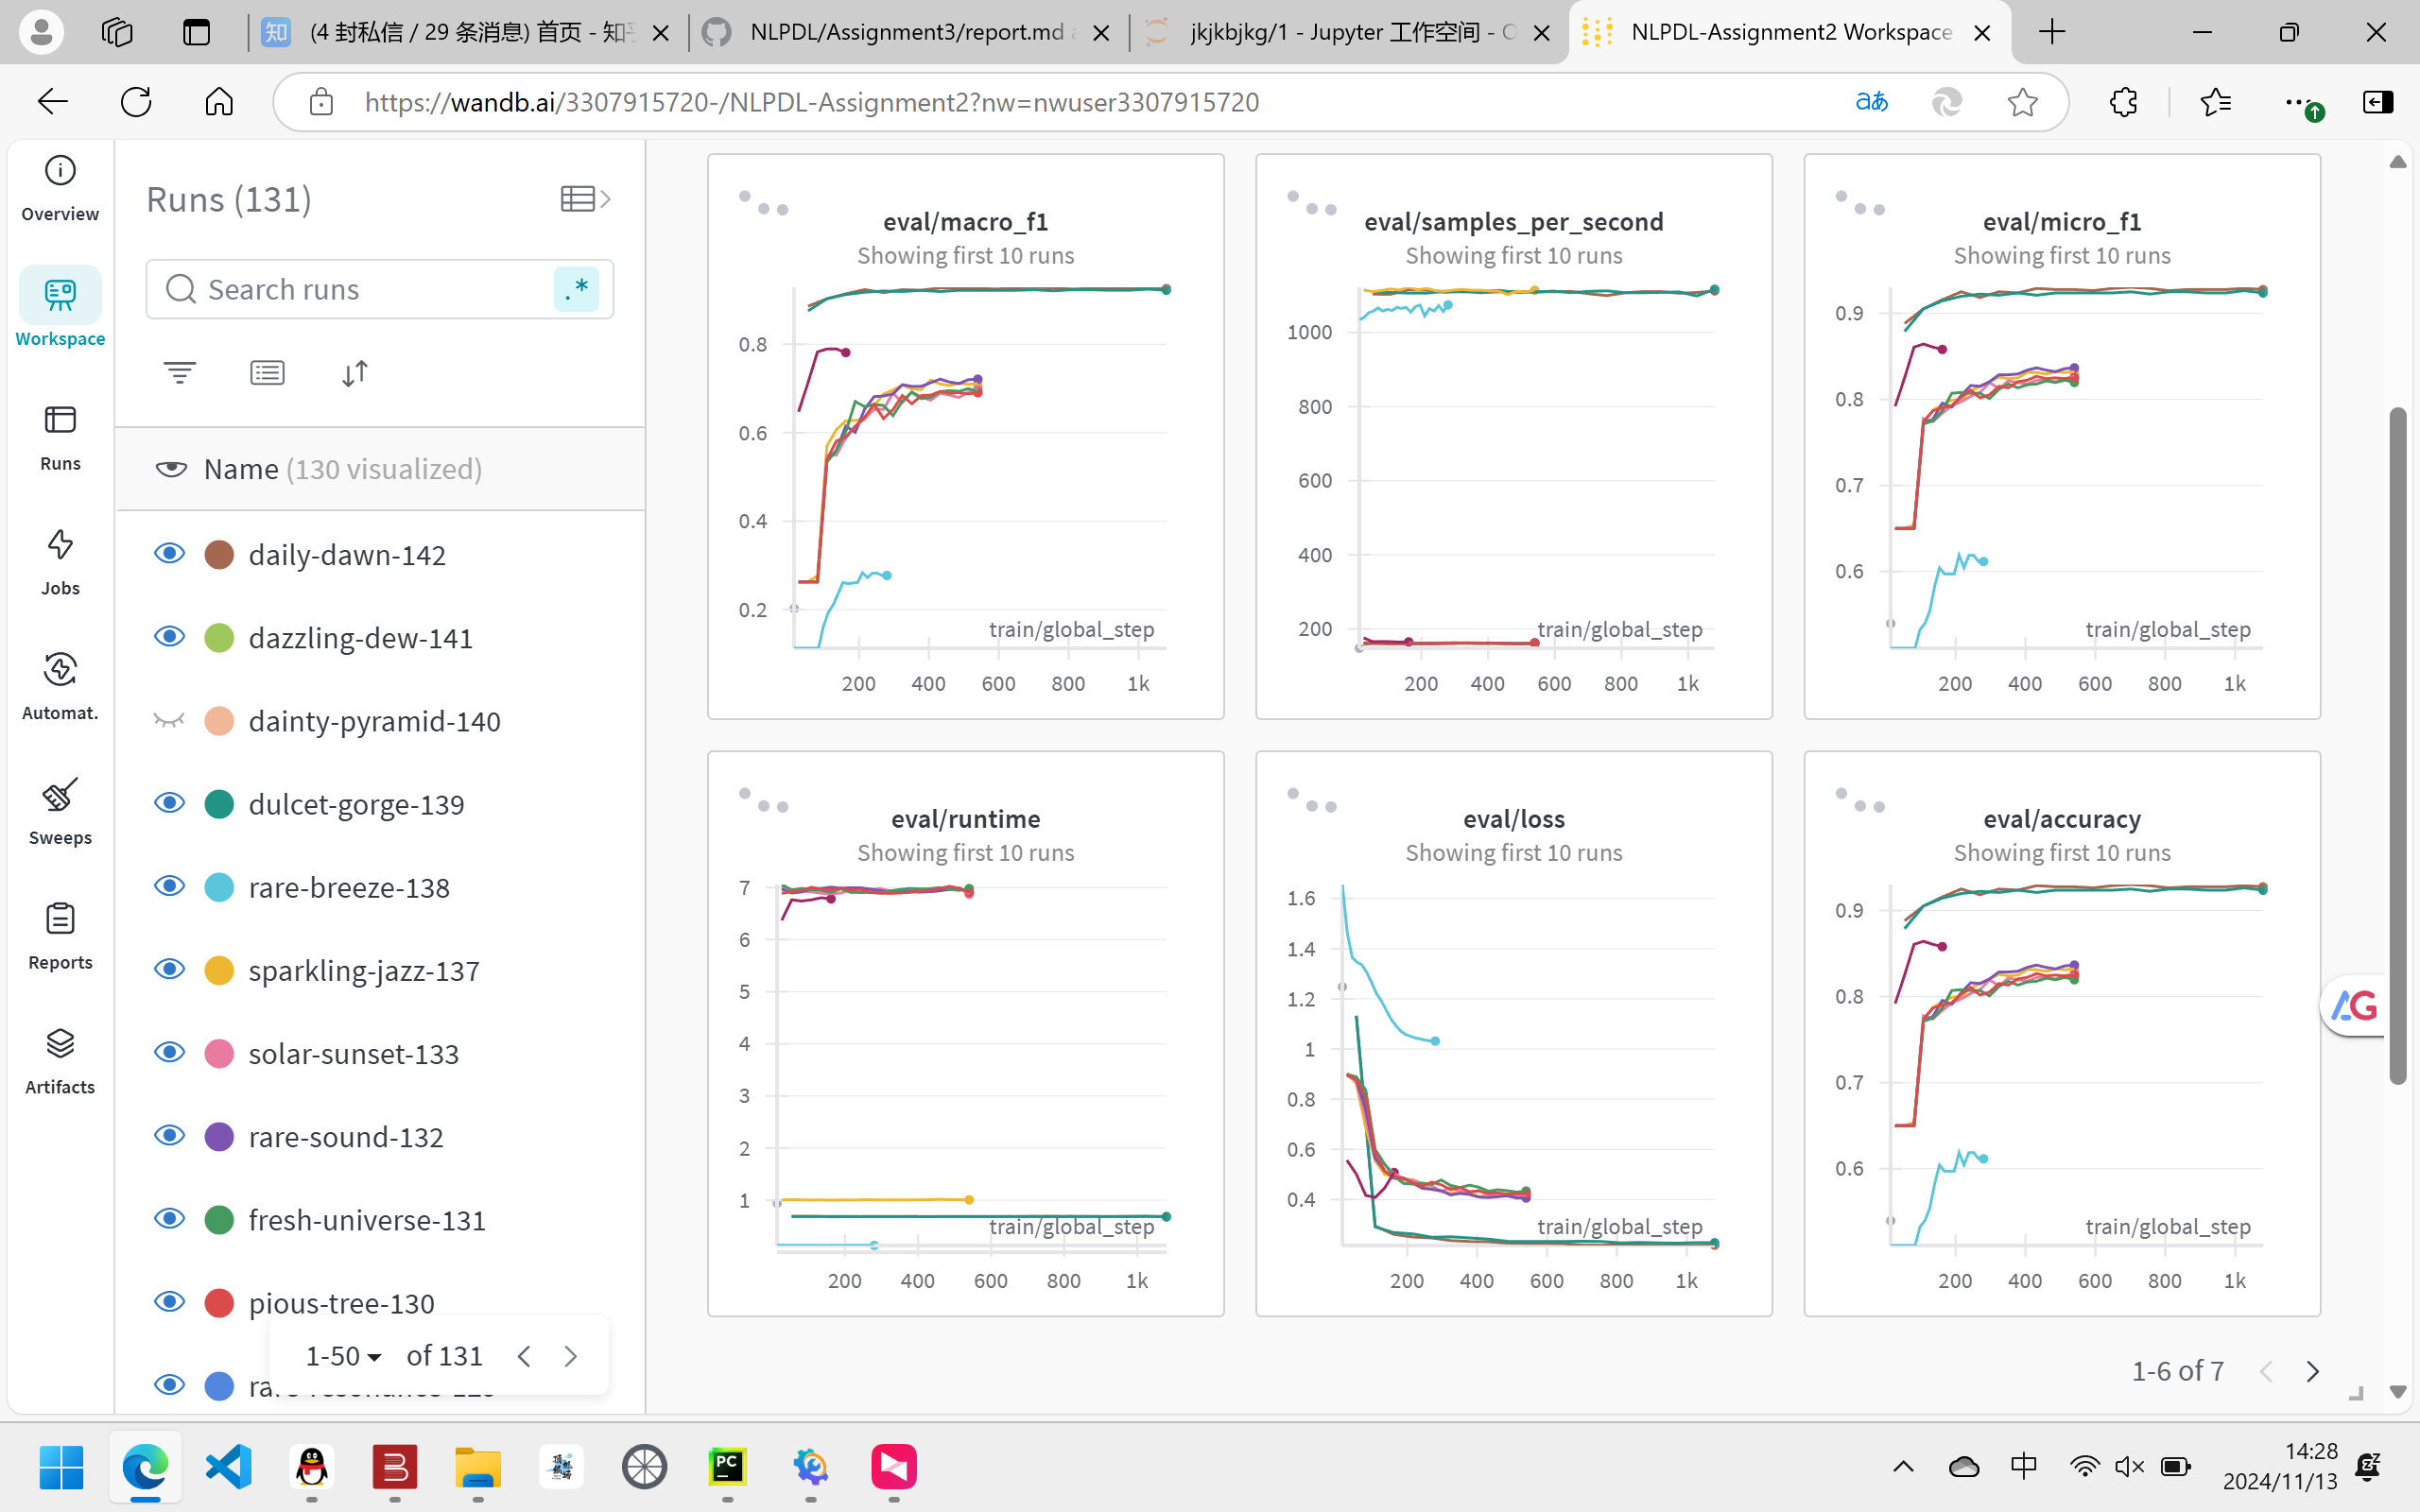 (4 封私信 / 29 条消息) 首页 - 知
NLPDL/Assignment3/report.md
jkjkbjkg/1 - Jupyter 工作空间 - O
NLPDL-Assignment2 Workspace
https://wandb.ai/3307915720-/NLPDL-Assignment2?nw=nwuser3307915720
Overview
Workspace
Runs
Jobs
Automat.
Sweeps
Reports
Artifacts
Runs (131)
Search runs
.*
Name (130 visualized)
daily-dawn-142
dazzling-dew-141
dainty-pyramid-140
dulcet-gorge-139
rare-breeze-138
sparkling-jazz-137
solar-sunset-133
rare-sound-132
fresh-universe-131
pious-tree-130
1-50 of 131
eval/macro_f1
Showing first 10 runs
0.8
0.6
0.4
0.2
train/global_step
200 400 600 800 1k
eval/samples_per_second
Showing first 10 runs
1000
800
600
400
200
train/global_step
200 400 600 800 1k
eval/micro_f1
Showing first 10 runs
0.9
0.8
0.7
0.6
train/global_step
200 400 600 800 1k
eval/runtime
Showing first 10 runs
7
6
5
4
3
2
1
train/global_step
200 400 600 800 1k
eval/loss
Showing first 10 runs
1.6
1.4
1.2
1
0.8
0.6
0.4
train/global_step
200 400 600 800 1k
eval/accuracy
Showing first 10 runs
0.9
0.8
0.7
0.6
train/global_step
200 400 600 800 1k
AG
1-6 of 7
PC
中
14:28
2024/11/13